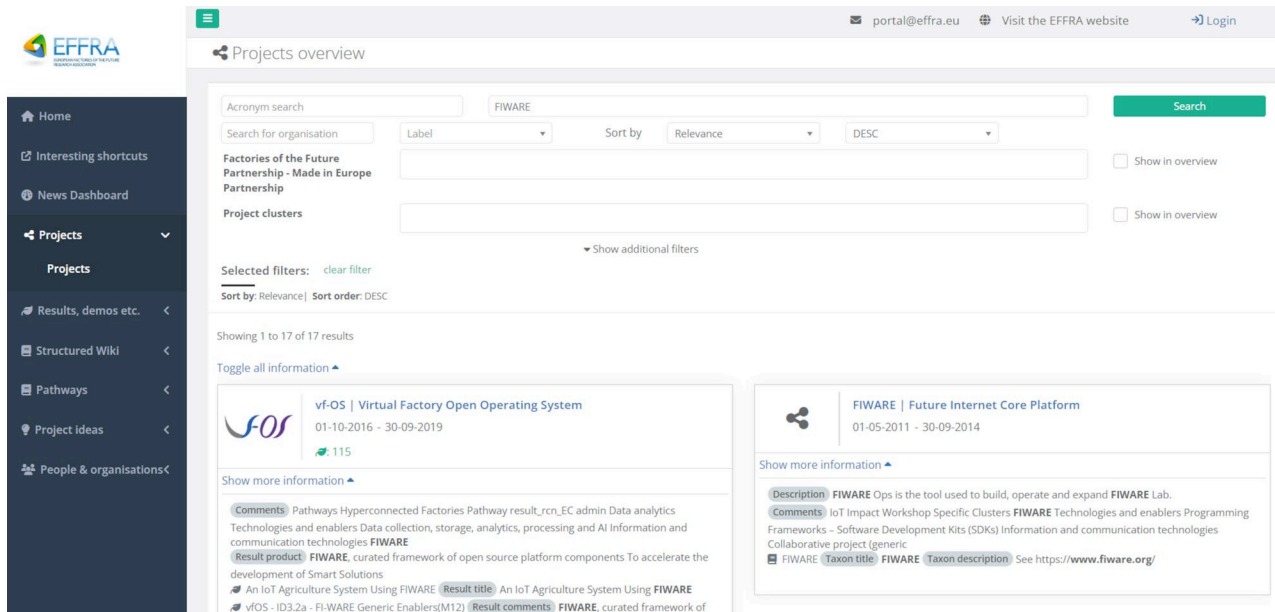 EFFRA
EUROPEAN FACTORIES OF THE FUTURE
RESEARCH ASSOCIATION
portal@effra.eu Visit the EFFRA website Login
Projects overview
Home
Interesting shortcuts
News Dashboard
Projects
Projects
Results, demos etc.
Structured Wiki
Pathways
Project ideas
People & organisations
Acronym search FIWARE Search
Search for organisation Label Sort by Relevance DESC
Factories of the Future
Partnership - Made in Europe
Partnership
Show in overview
Project clusters
Show in overview
Show additional filters
Selected filters: clear filter
Sort by: Relevance| Sort order: DESC
Showing 1 to 17 of 17 results
Toggle all information
vf-OS
vf-OS | Virtual Factory Open Operating System
01-10-2016 - 30-09-2019
: 115
Show more information
Comments Pathways Hyperconnected Factories Pathway result_rcn_EC admin Data analytics
Technologies and enablers Data collection, storage, analytics, processing and AI Information and
communication technologies FIWARE
Result product FIWARE, curated framework of open source platform components To accelerate the
development of Smart Solutions
An IoT Agriculture System Using FIWARE Result title An IoT Agriculture System Using FIWARE
vfOS - ID3.2a - FI-WARE Generic Enablers(M12) Result comments FIWARE, curated framework of
FIWARE | Future Internet Core Platform
01-05-2011 - 30-09-2014
Show more information
Description FIWARE Ops is the tool used to build, operate and expand FIWARE Lab.
Comments IoT Impact Workshop Specific Clusters FIWARE Technologies and enablers Programming
Frameworks – Software Development Kits (SDKs) Information and communication technologies
Collaborative project (generic
FIWARE Taxon title FIWARE Taxon description See https://www.fiware.org/